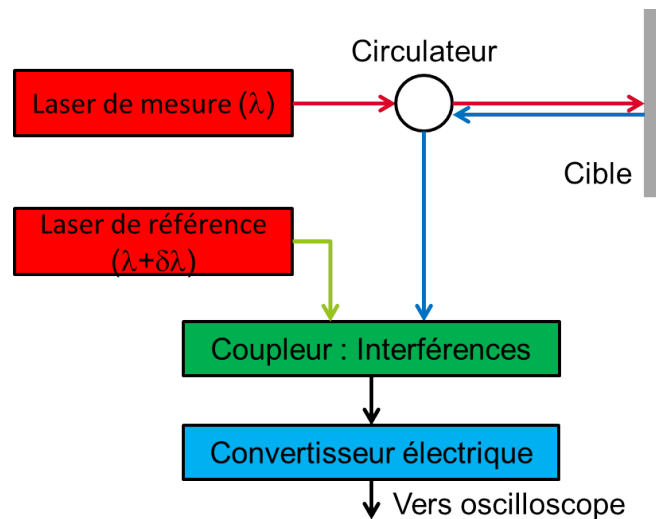 Circulateur
Laser de mesure (λ)
Cible
Laser de référence
(λ+δλ)
Coupleur : Interférences
Convertisseur électrique
Vers oscilloscope